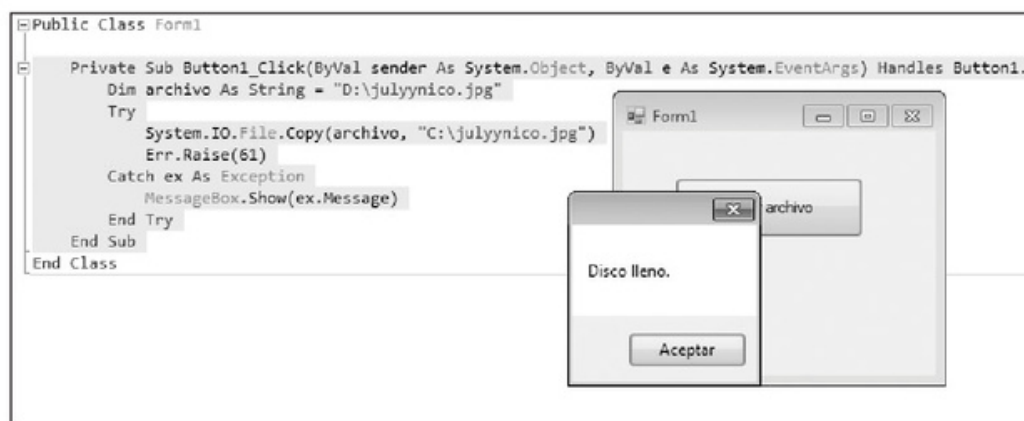 Public Class Form1
Private Sub Button1_Click(ByVal sender As System.Object, ByVal e As System.EventArgs) Handles Button1.
Dim archivo As String = "D:\julyynico.jpg"
Try
System.IO.File.Copy(archivo, "C:\julyynico.jpg")
Err.Raise(61)
Catch ex As Exception
MessageBox.Show(ex.Message)
End Try
End Sub
End Class
Form1
archivo
Disco lleno.
Aceptar